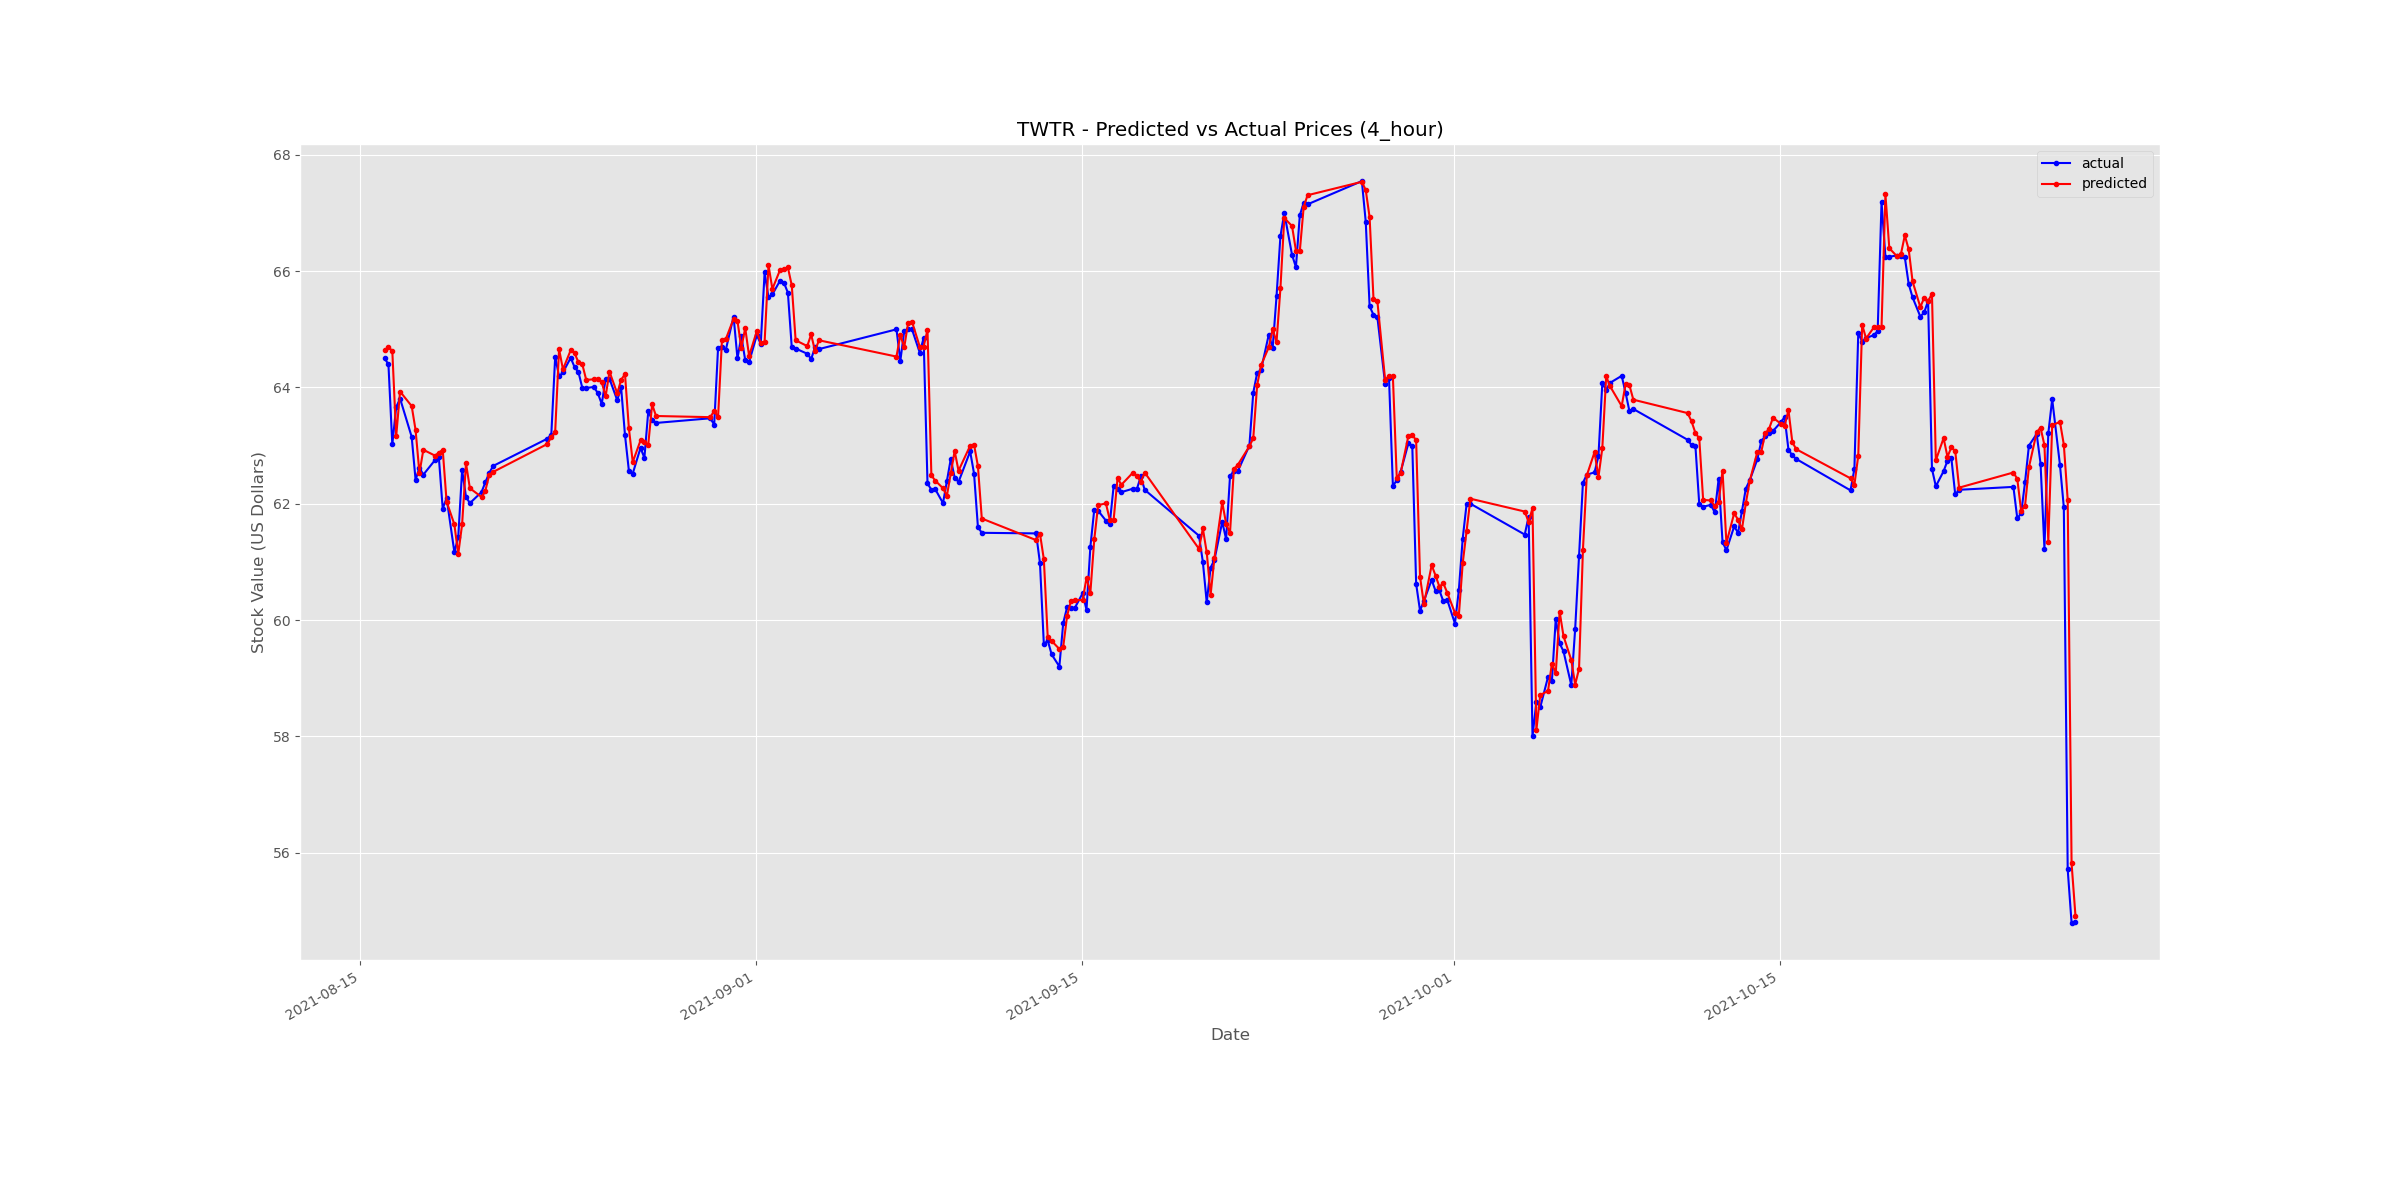 TWTR - Predicted vs Actual Prices (4_hour)
actual
predicted
68
66
64
62
60
58
56
Stock Value (US Dollars)
2021-08-15
2021-09-01
2021-09-15
2021-10-01
2021-10-15
Date